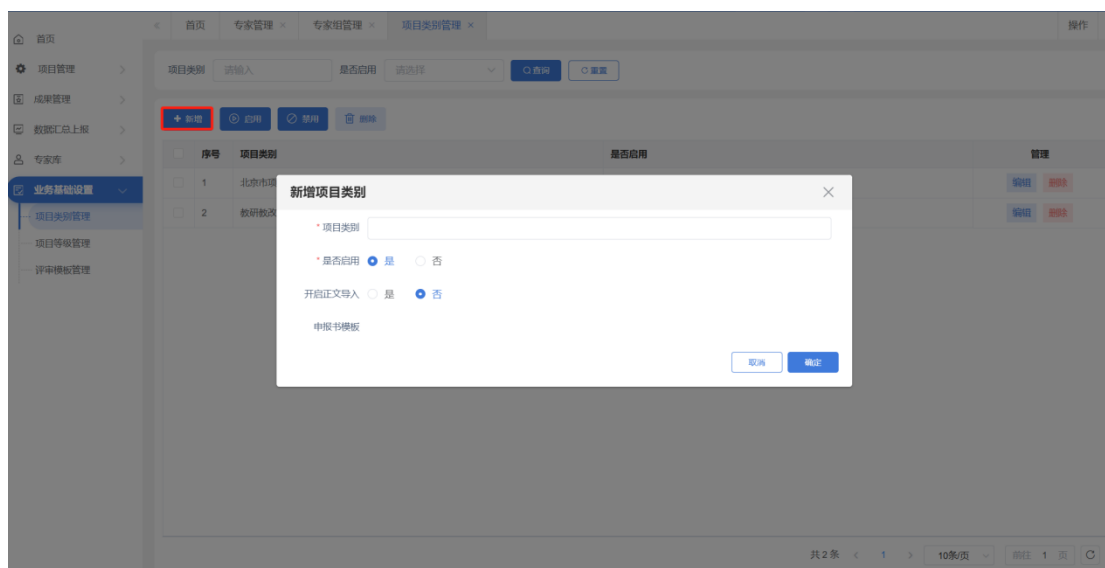 首页
项目管理
成果管理
数据汇总上报
专家库
业务基础设置
项目类别管理
项目等级管理
评审模板管理
首页 专家管理 × 专家组管理 × 项目类别管理 × 操作
项目类别 请输入 是否启用 请选择 查询 重置
+ 新增 启用 禁用 删除
序号 项目类别 是否启用 管理
1 北京市项 编辑 删除
2 教研教改 编辑 删除
新增项目类别
* 项目类别
* 是否启用 是 否
开启正文导入 是 否
申报书模板
取消 确定
共2条 < 1 > 10条/页 前往 1 页